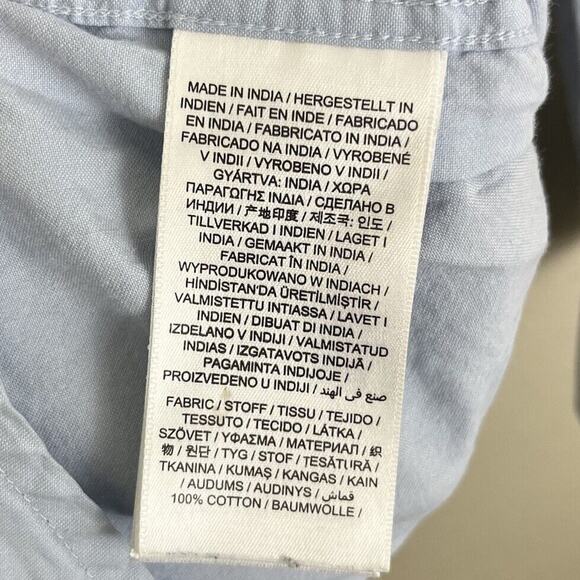 MADE IN INDIA / HERGESTELLT IN
INDIEN / FAIT EN INDE / FABRICADO
EN INDIA / FABBRICATO IN INDIA /
FABRICADO NA INDIA / VYROBENÉ
V INDII / VYROBENO V INDII /
GYÁRTVA: INDIA / ΧΩΡΑ
ΠΑΡΑΓΩΓΗΣ ΙΝΔΙΑ / СДЕЛАНО В
ИНДИИ / 产地印度 / 제조국: 인도 /
TILLVERKAD I INDIEN / LAGET I
INDIA / GEMAAKT IN INDIA /
FABRICAT ÎN INDIA /
WYPRODUKOWANO W INDIACH /
HİNDİSTAN'DA ÜRETİLMİŞTİR /
VALMISTETTU INTIASSA / LAVET I
INDIEN / DIBUAT DI INDIA /
IZDELANO V INDIJI / VALMISTATUD
INDIAS / IZGATAVOTS INDIJĀ /
PAGAMINTA INDIJOJE /
PROIZVEDENO U INDIJI / صنع في الهند
FABRIC / STOFF / TISSU / TEJIDO /
TESSUTO / TECIDO / LÁTKA /
SZÖVET / ΥΦΑΣΜΑ / МАТЕРИАЛ / 织
物 / 원단 / TYG / STOF / ȚESĂTURĂ /
TKANINA / KUMAŞ / KANGAS / KAIN
/ AUDUMS / AUDINYS / قماش /
100% COTTON / BAUMWOLLE /